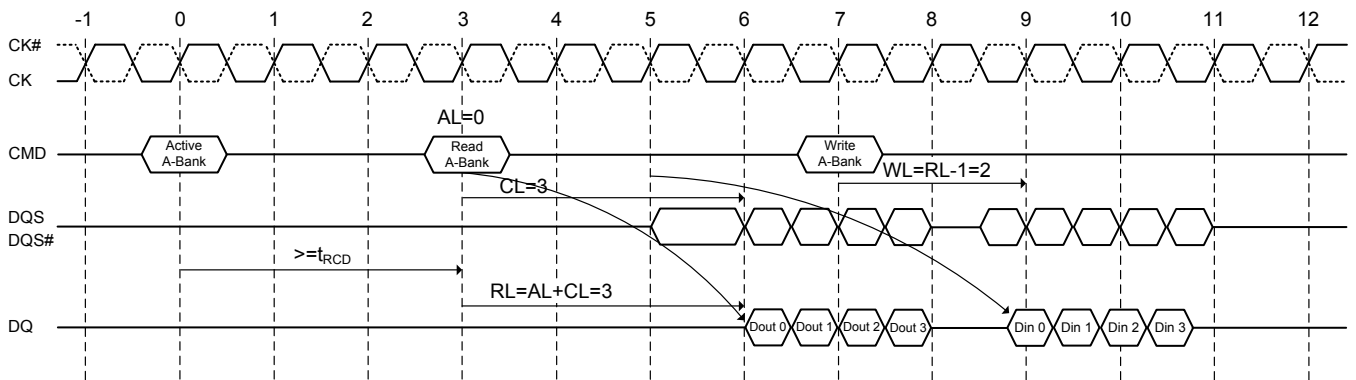 -1 0 1 2 3 4 5 6 7 8 9 10 11 12
CK#
CK
AL=0
CMD
Active
A-Bank
Read
A-Bank
Write
A-Bank
CL=3
WL=RL-1=2
DQS
DQS#
>=tRCD
RL=AL+CL=3
DQ
Dout 0 Dout 1 Dout 2 Dout 3 Din 0 Din 1 Din 2 Din 3